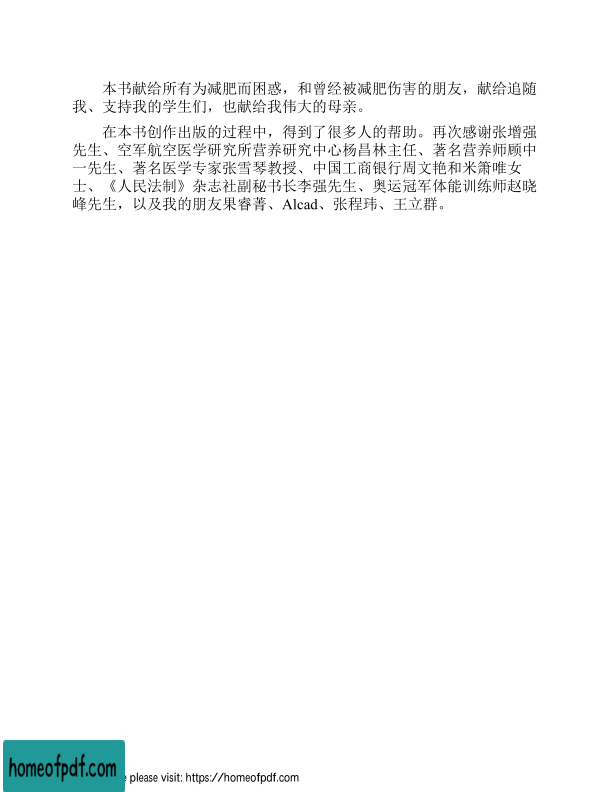 本书献给所有为减肥而困惑，和曾经被减肥伤害的朋友，献给追随
我、支持我的学生们，也献给我伟大的母亲。
在本书创作出版的过程中，得到了很多人的帮助。再次感谢张增强
先生、空军航空医学研究所营养研究中心杨昌林主任、著名营养师顾中
一先生、著名医学专家张雪琴教授、中国工商银行周文艳和米箫唯女
士、《人民法制》杂志社副秘书长李强先生、奥运冠军体能训练师赵晓
峰先生，以及我的朋友果睿菁、Alcad、张程玮、王立群。
homeofpdf.com
please visit: https://homeofpdf.com